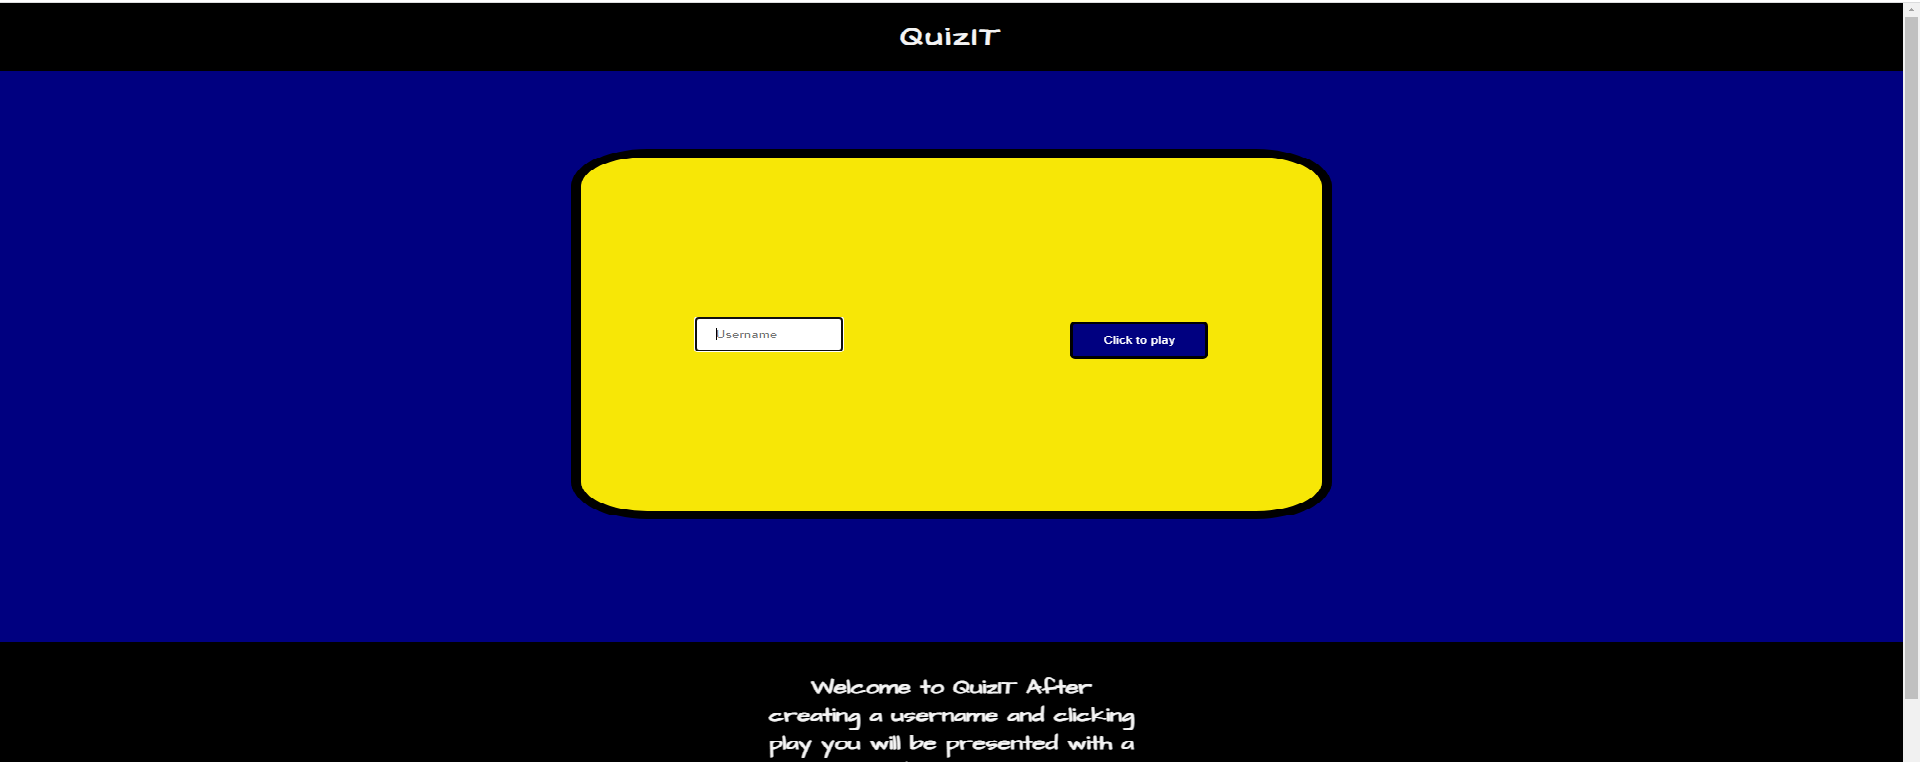 QuizIT
Username
Click to play
Welcome to QuizIT After
creating a username and clicking
play you will be presented with a